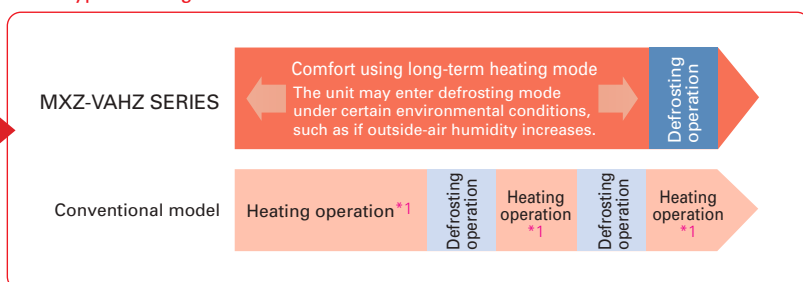 MXZ-VAHZ SERIES
Comfort using long-term heating mode
The unit may enter defrosting mode
under certain environmental conditions,
such as if outside-air humidity increases.
Defrosting
operation
Conventional model
Heating operation*1
Defrosting
operation
Heating
operation
*1
Defrosting
operation
Heating
operation
*1